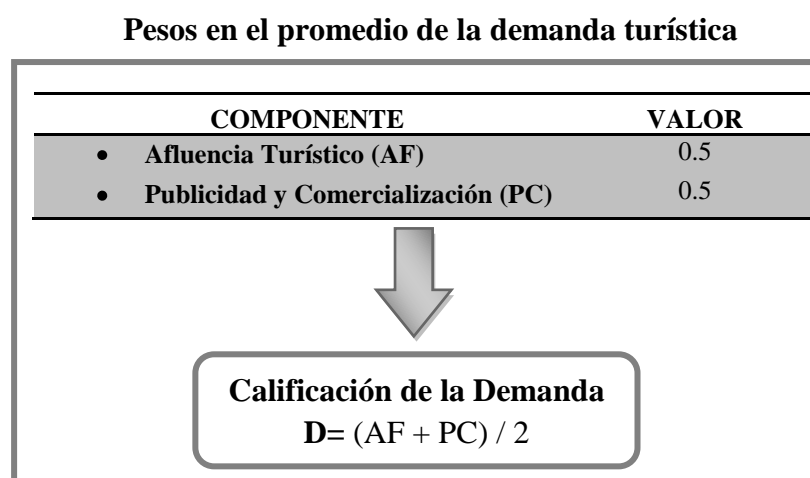 Pesos en el promedio de la demanda turística
COMPONENTE VALOR
• Afluencia Turístico (AF) 0.5
• Publicidad y Comercialización (PC) 0.5
Calificación de la Demanda
D= (AF + PC) / 2